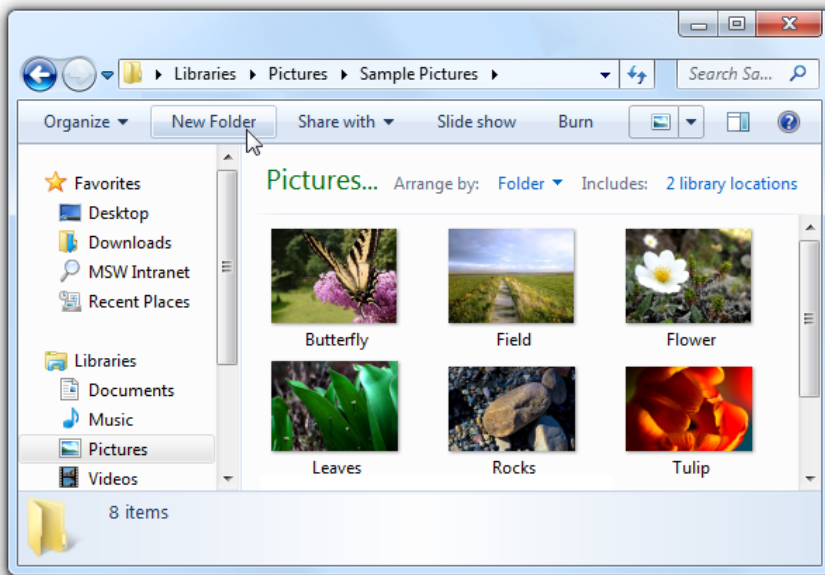 Libraries Pictures Sample Pictures Search Sa...
Organize New Folder Share with Slide show Burn
Favorites
Desktop
Downloads
MSW Intranet
Recent Places
Libraries
Documents
Music
Pictures
Videos
Pictures... Arrange by: Folder Includes: 2 library locations
Butterfly Field Flower
Leaves Rocks Tulip
8 items